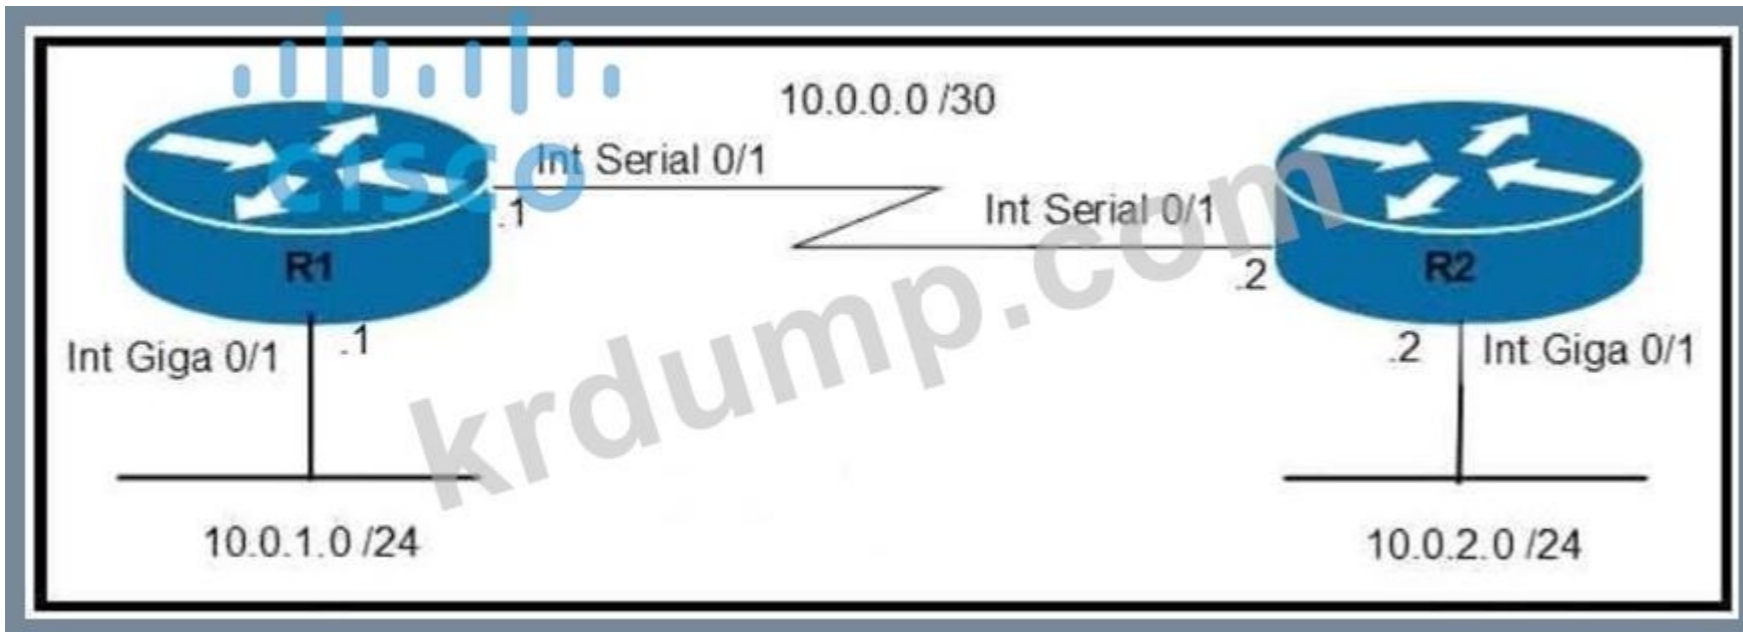 CISCO
10.0.0.0 /30
Int Serial 0/1
.1
Int Serial 0/1
.2
R1
R2
Int Giga 0/1
.1
.2
Int Giga 0/1
krdump.com
10.0.1.0 /24
10.0.2.0 /24